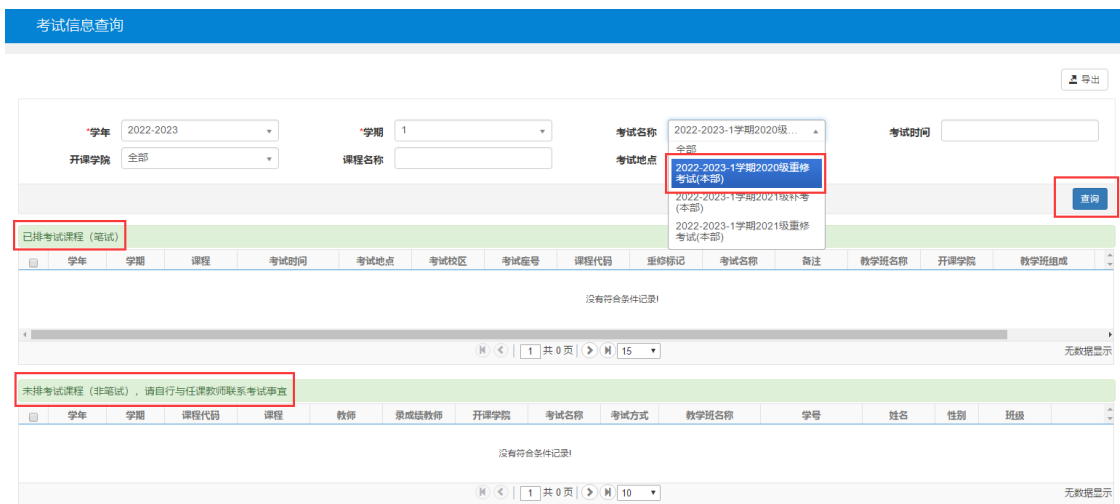 考试信息查询
导出
*学年 2022-2023 *学期 1 考试名称 2022-2023-1学期2020级... 考试时间
开课学院 全部 课程名称 考试地点
全部
2022-2023-1学期2020级重修
考试(本部)
2022-2023-1学期2021级补考
(本部)
2022-2023-1学期2021级重修
考试(本部)
查询
已排考试课程（笔试）
学年 学期 课程 考试时间 考试地点 考试校区 考试座号 课程代码 重修标记 考试名称 备注 教学班名称 开课学院 教学班组成
没有符合条件记录!
1 共 0 页 15 无数据显示
未排考试课程（非笔试），请自行与任课教师联系考试事宜
学年 学期 课程代码 课程 教师 录成绩教师 开课学院 考试名称 考试方式 教学班名称 学号 姓名 性别 班级
没有符合条件记录!
1 共 0 页 10 无数据显示